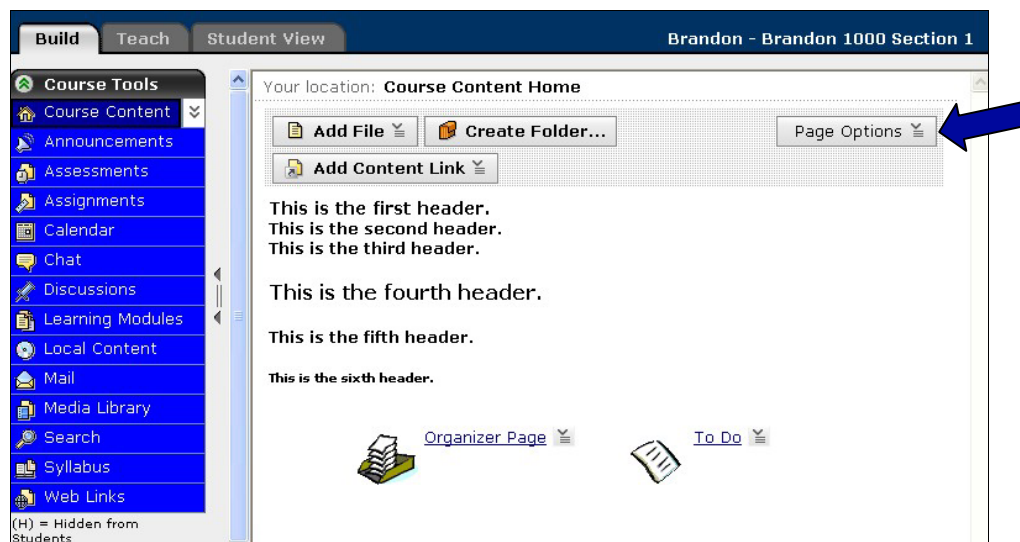 Build Teach Student View Brandon - Brandon 1000 Section 1
Course Tools
Course Content
Announcements
Assessments
Assignments
Calendar
Chat
Discussions
Learning Modules
Local Content
Mail
Media Library
Search
Syllabus
Web Links
(H) = Hidden from
Students
Your location: Course Content Home
Add File Create Folder... Page Options
Add Content Link
This is the first header.
This is the second header.
This is the third header.
This is the fourth header.
This is the fifth header.
This is the sixth header.
Organizer Page To Do